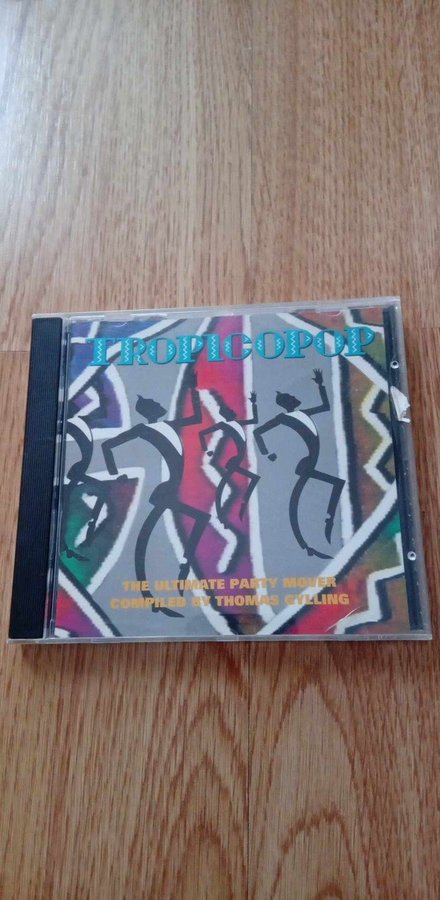 TROPICOPOP
THE ULTIMATE PARTY MOVER
COMPILED BY THOMAS GYLLING